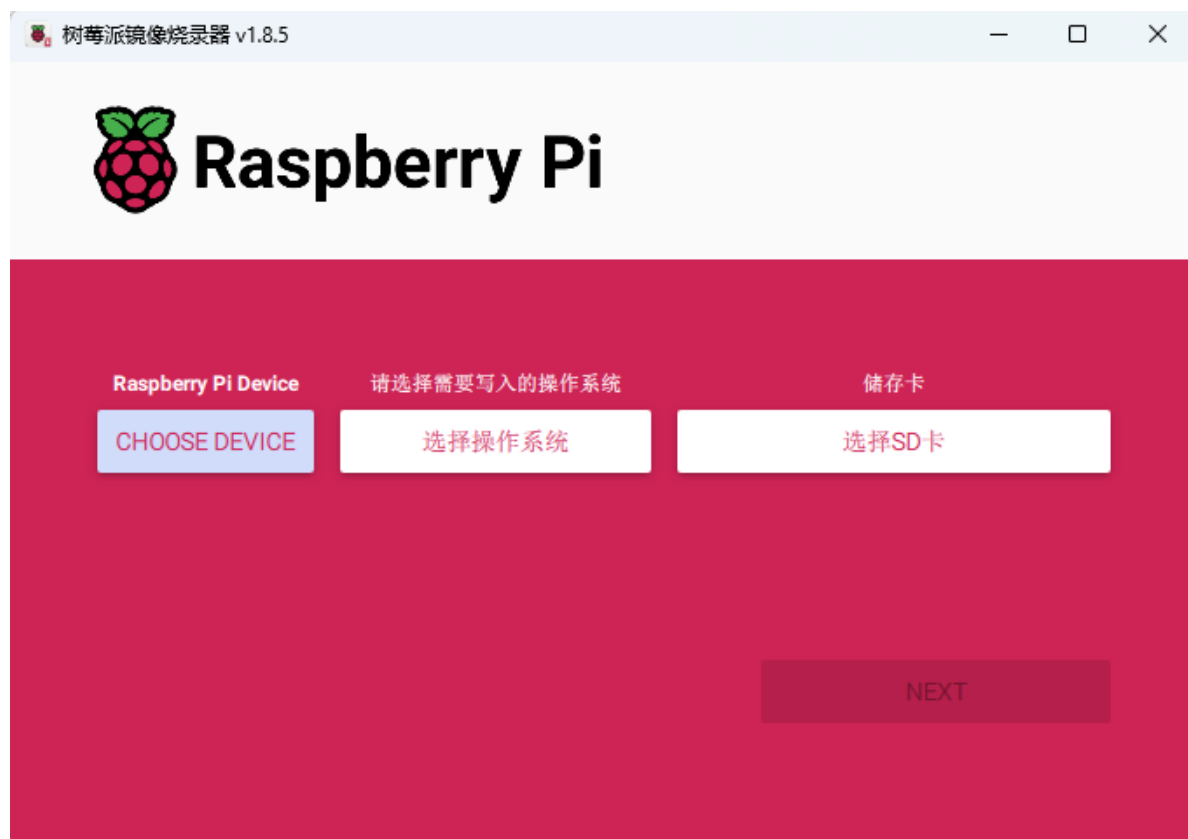 树莓派镜像烧录器 v1.8.5
Raspberry Pi
Raspberry Pi Device
请选择需要写入的操作系统
储存卡
CHOOSE DEVICE
选择操作系统
选择SD卡
NEXT